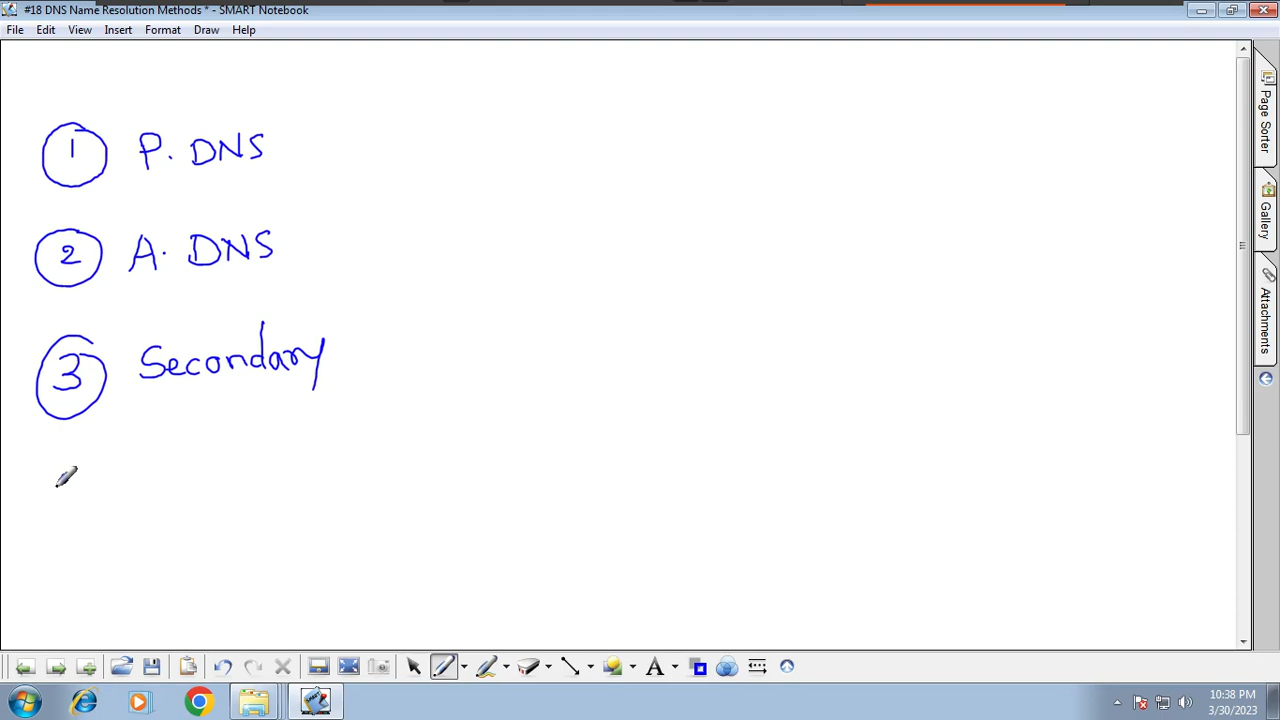 #18 DNS Name Resolution Methods * - SMART Notebook
File Edit View Insert Format Draw Help
1 P. DNS
2 A. DNS
3 Secondary
Page Sorter
Gallery
Attachments
A
SMART
10:38 PM
3/30/2023